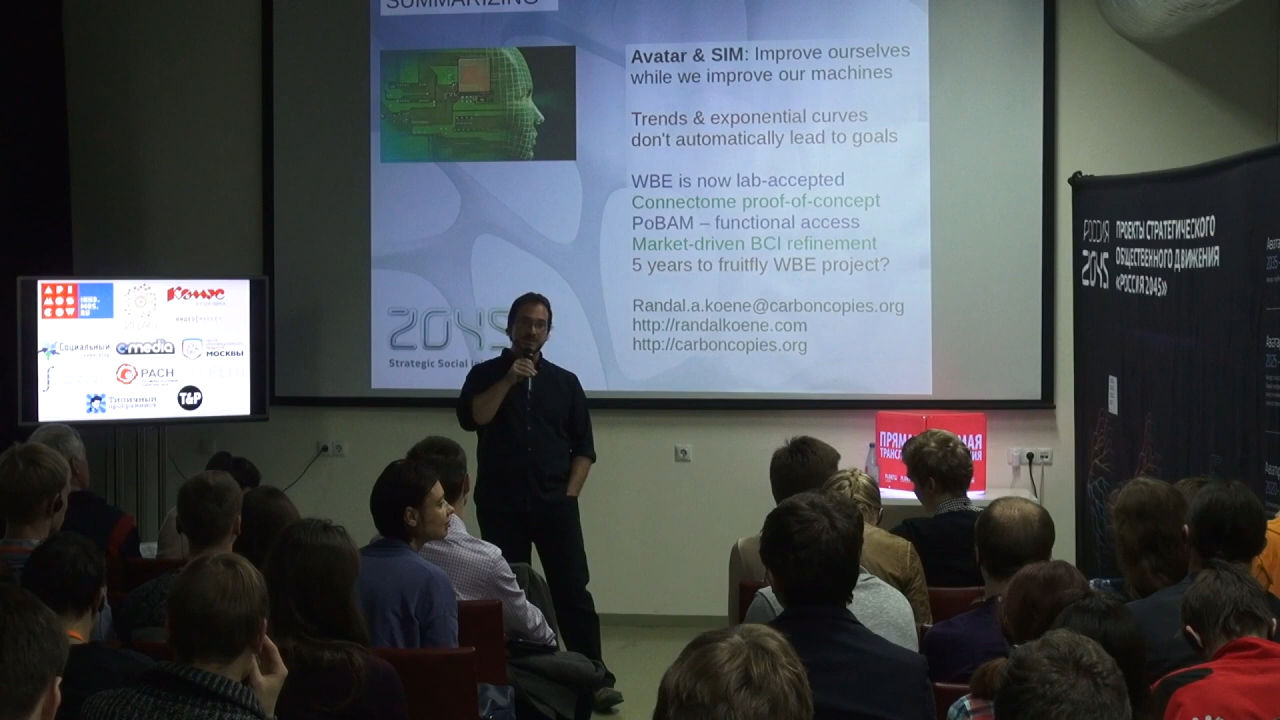 SUMMARIZING
Avatar & SIM: Improve ourselves
while we improve our machines
Trends & exponential curves
don't automatically lead to goals
WBE is now lab-accepted
Connectome proof-of-concept
PoBAM – functional access
Market-driven BCI refinement
5 years to fruitfly WBE project?
Randal.a.koene@carboncopies.org
http://randalkoene.com
http://carboncopies.org
2045
Strategic Social
Социальный
e-media
МОСКВЫ
РАСН
Типичный
программист
T&P
РОССИЯ
2045
ПРОЕКТЫ СТРАТЕГИЧЕСКОГО
ОБЩЕСТВЕННОГО ДВИЖЕНИЯ
«РОССИЯ 2045»